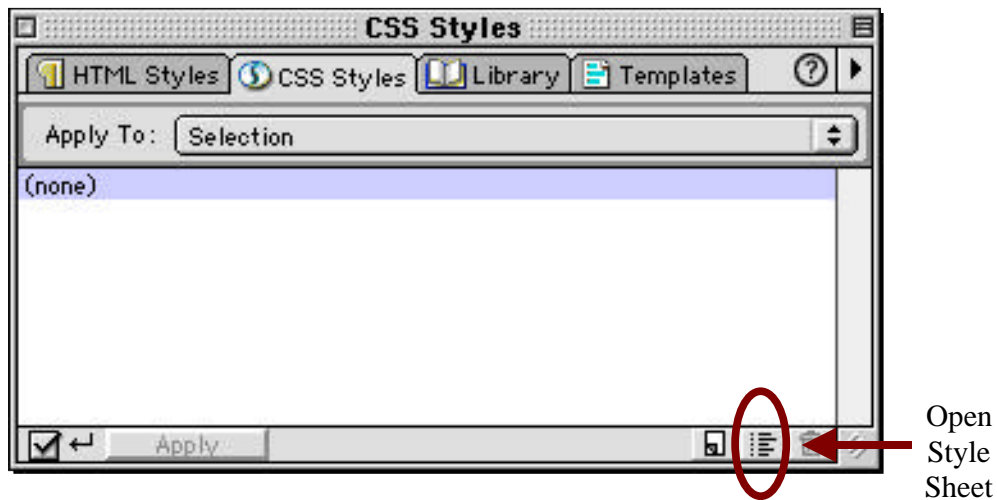 CSS Styles
HTML Styles CSS Styles Library Templates ?
Apply To: Selection
(none)
Apply
Open
Style
Sheet